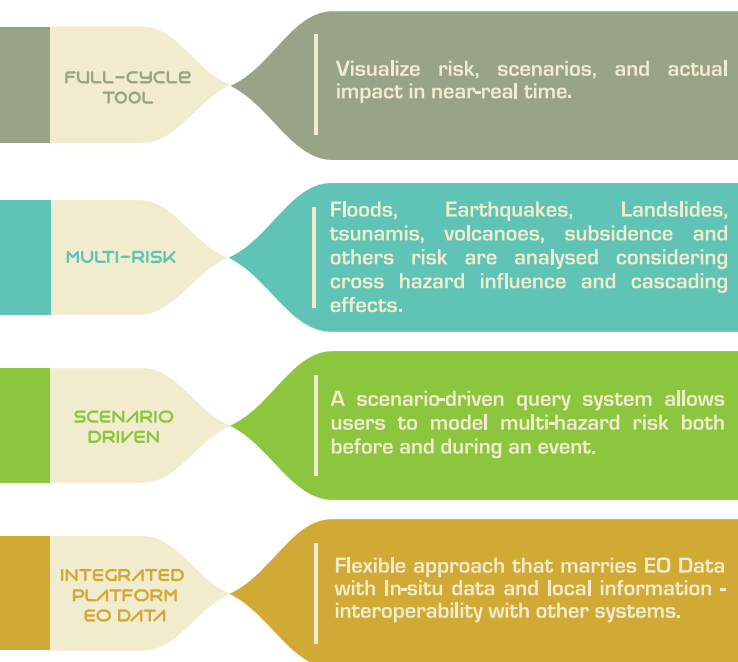 FULL-CYCLE
TOOL
Visualize risk, scenarios, and actual
impact in near-real time.
MULTI-RISK
Floods, Earthquakes, Landslides,
tsunamis, volcanoes, subsidence and
others risk are analysed considering
cross hazard influence and cascading
effects.
SCENARIO
DRIVEN
A scenario-driven query system allows
users to model multi-hazard risk both
before and during an event.
INTEGRATED
PLATFORM
EO DATA
Flexible approach that marries EO Data
with In-situ data and local information -
interoperability with other systems.